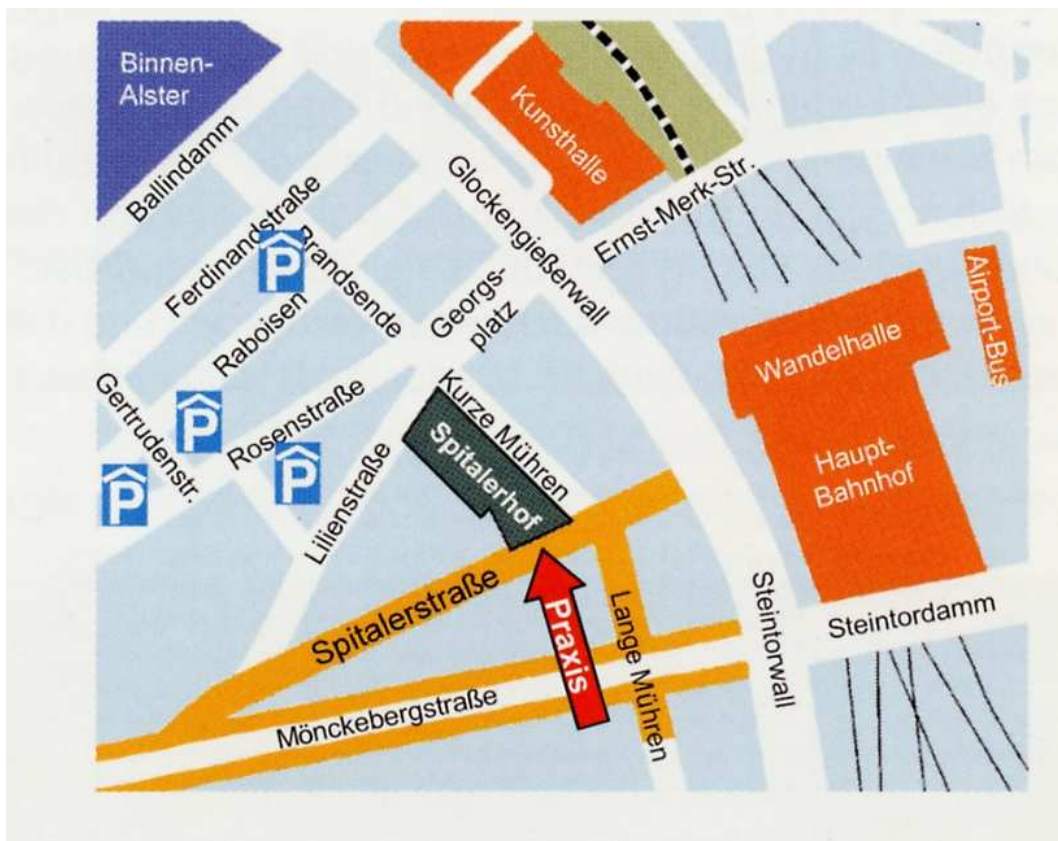 Binnen-
Alster
Kunsthalle
Ballindamm
Glockengießerwall
Ernst-Merk-Str.
Ferdinandstraße
P
Brandsende
Georgs-
platz
Airport-Bus
Raboisen
Wandelhalle
Gertrudenstr.
P
Rosenstraße
Kurze Mühren
Spitalerhof
Haupt-
Bahnhof
P
P
Lilienstraße
Spitalerstraße
Praxis
Lange Mühren
Steintorwall
Steintordamm
Mönckebergstraße